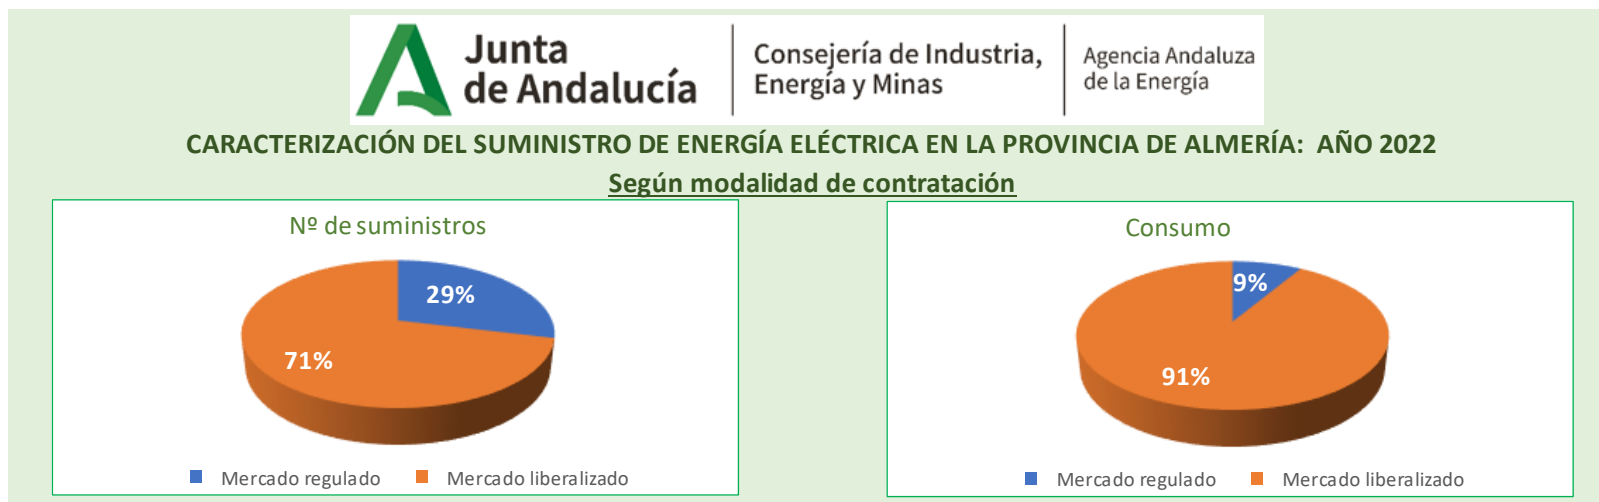 Junta
de Andalucía
Consejería de Industria,
Energía y Minas
Agencia Andaluza
de la Energía
CARACTERIZACIÓN DEL SUMINISTRO DE ENERGÍA ELÉCTRICA EN LA PROVINCIA DE ALMERÍA: AÑO 2022
Según modalidad de contratación
Nº de suministros
29%
71%
Mercado regulado
Mercado liberalizado
Consumo
9%
91%
Mercado regulado
Mercado liberalizado